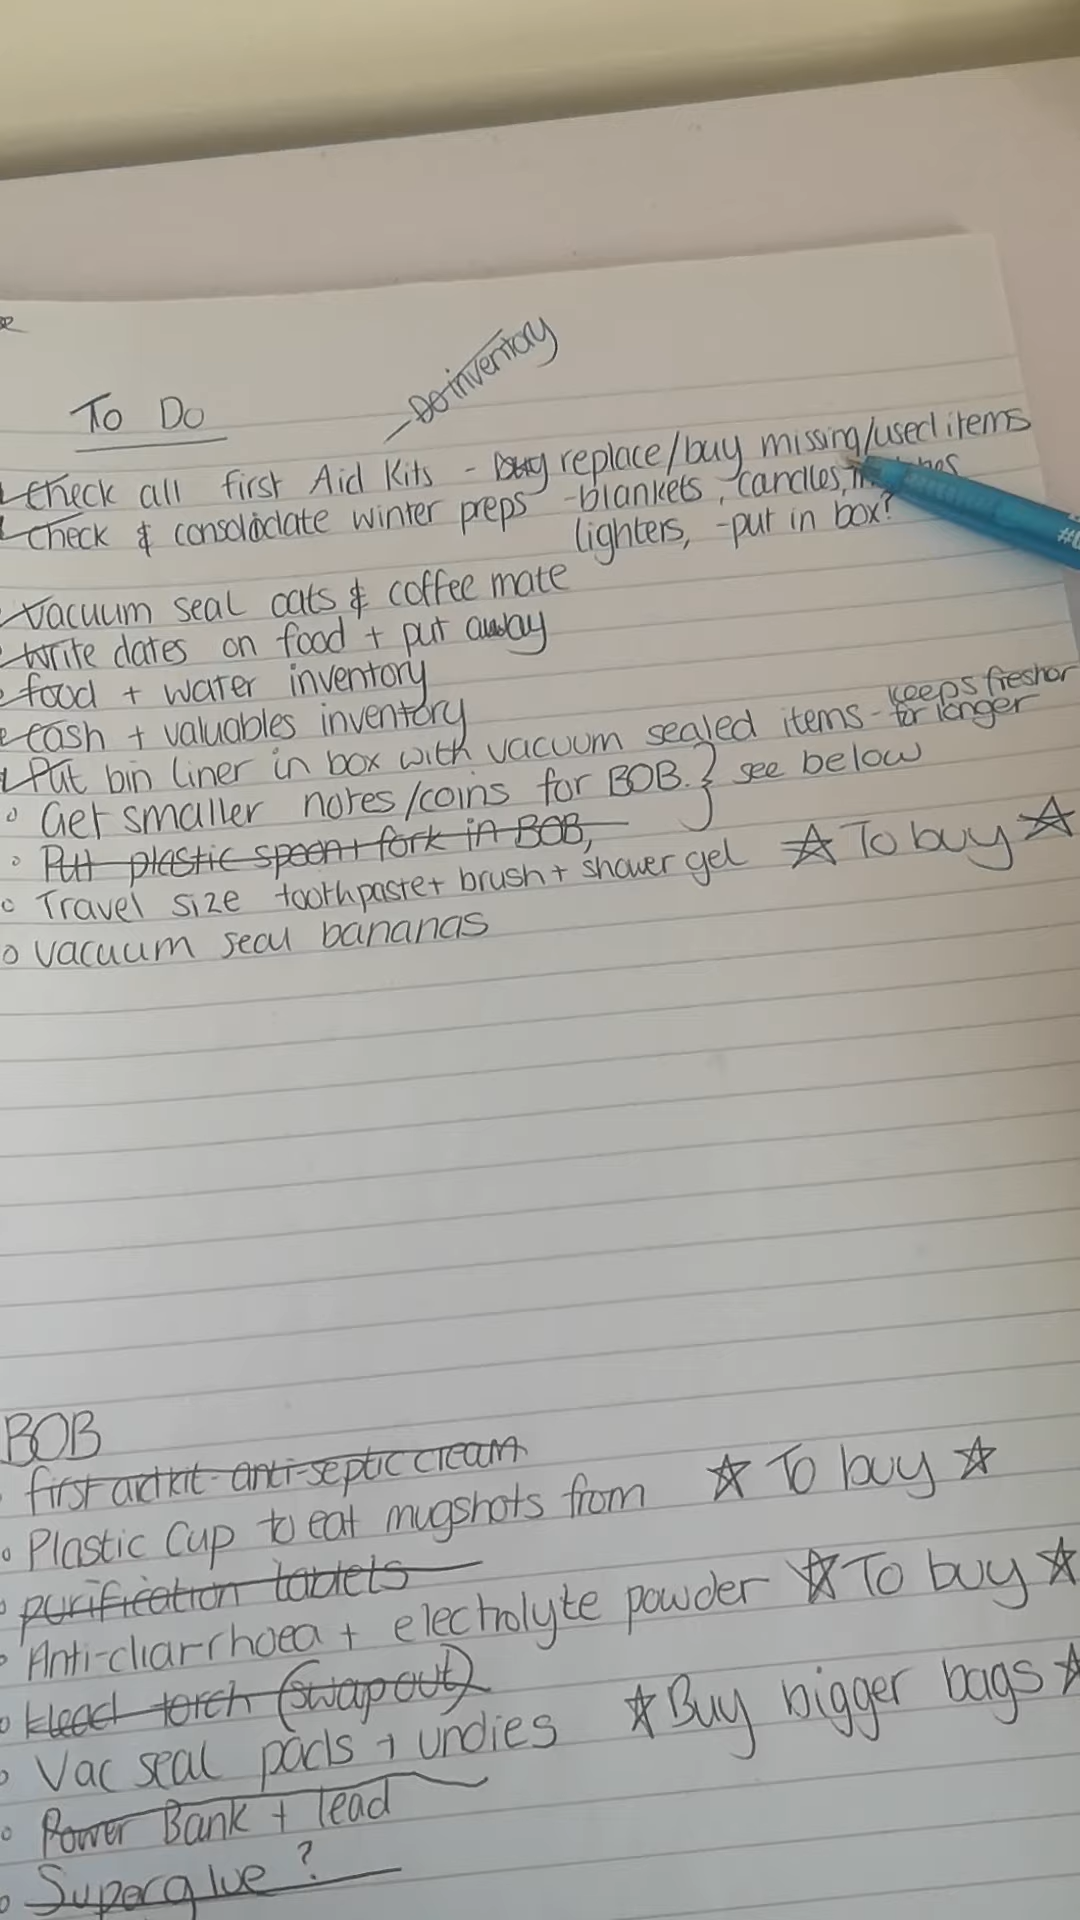 To Do
- Do inventory
Check all first Aid Kits - buy replace/buy missing/used items
Check & consolidate winter preps - blankets, candles,
lighters, - put in box?
Vacuum seal oats & coffee mate
Write dates on food + put away
food + water inventory
Cash + valuables inventory
Put bin liner in box with vacuum sealed items - keeps fresher
for longer
Get smaller notes/coins for BOB. } see below
Put plastic spoon + fork in BOB,
Travel size toothpaste + brush + shower gel ☆ To buy ☆
Vacuum seal bananas
BOB
first aid kit - anti-septic cream
Plastic Cup to eat mugshots from ☆ To buy ☆
purification tablets
Anti-diarrhoea + electrolyte powder ☆ To buy ☆
Head torch (swap out)
Vac seal pads + undies ☆ Buy bigger bags ☆
Power Bank + lead
Superglue ?